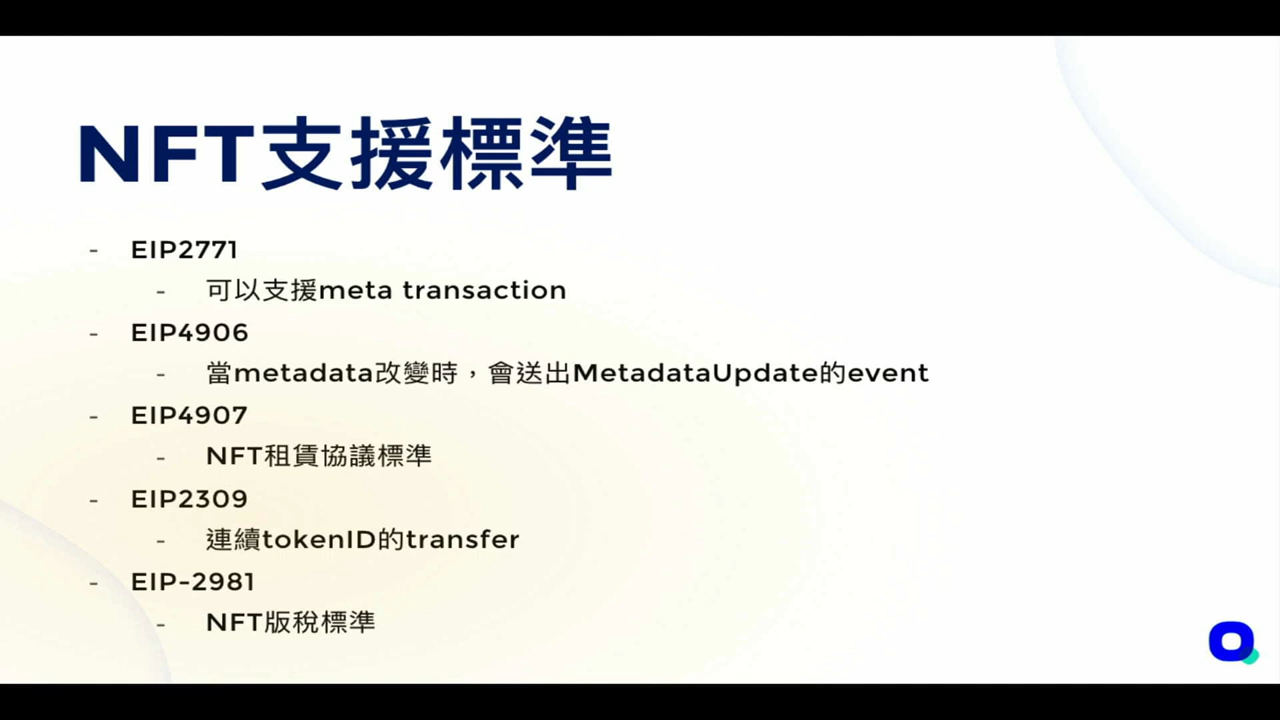 NFT支援標準
- EIP2771
- 可以支援meta transaction
- EIP4906
- 當metadata改變時，會送出MetadataUpdate的event
- EIP4907
- NFT租賃協議標準
- EIP2309
- 連續tokenID的transfer
- EIP-2981
- NFT版稅標準